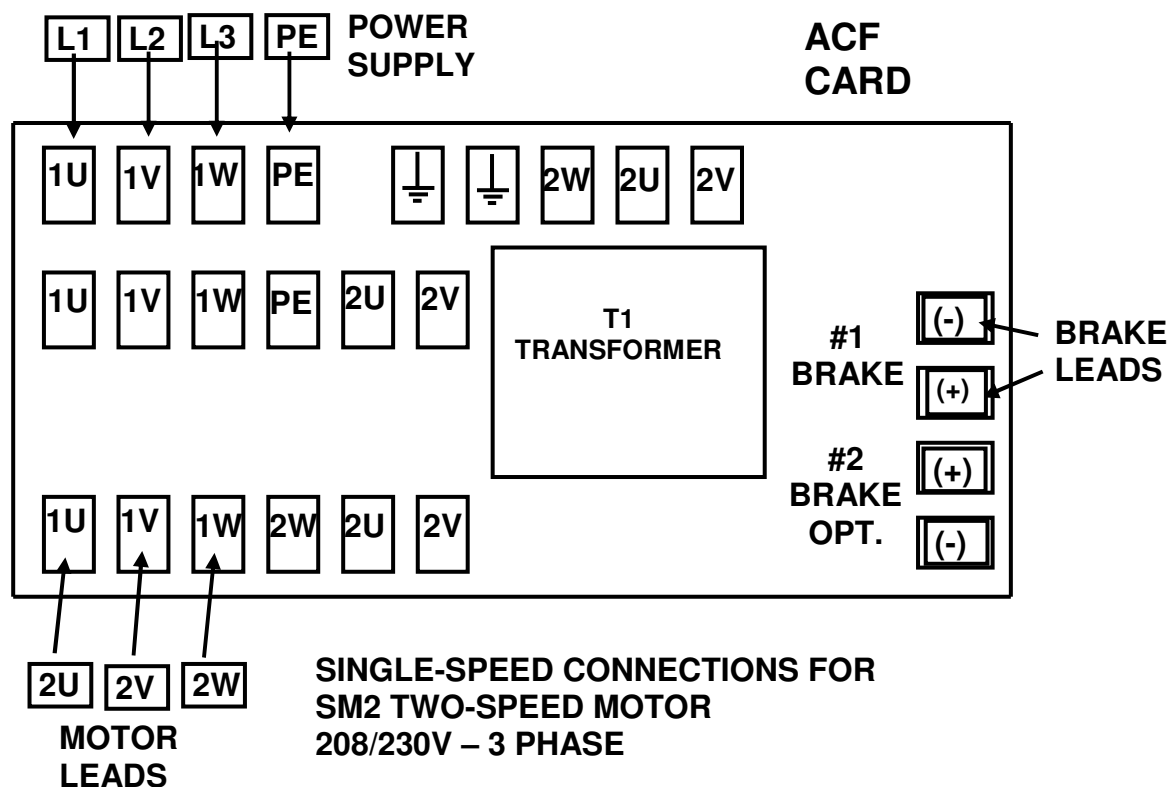 L1 L2 L3 PE POWER
SUPPLY
ACF
CARD
1U 1V 1W PE 2W 2U 2V
1U 1V 1W PE 2U 2V
T1
TRANSFORMER
#1
BRAKE
(-)
(+)
BRAKE
LEADS
#2
BRAKE
OPT.
(+)
(-)
1U 1V 1W 2W 2U 2V
2U 2V 2W
MOTOR
LEADS
SINGLE-SPEED CONNECTIONS FOR
SM2 TWO-SPEED MOTOR
208/230V – 3 PHASE